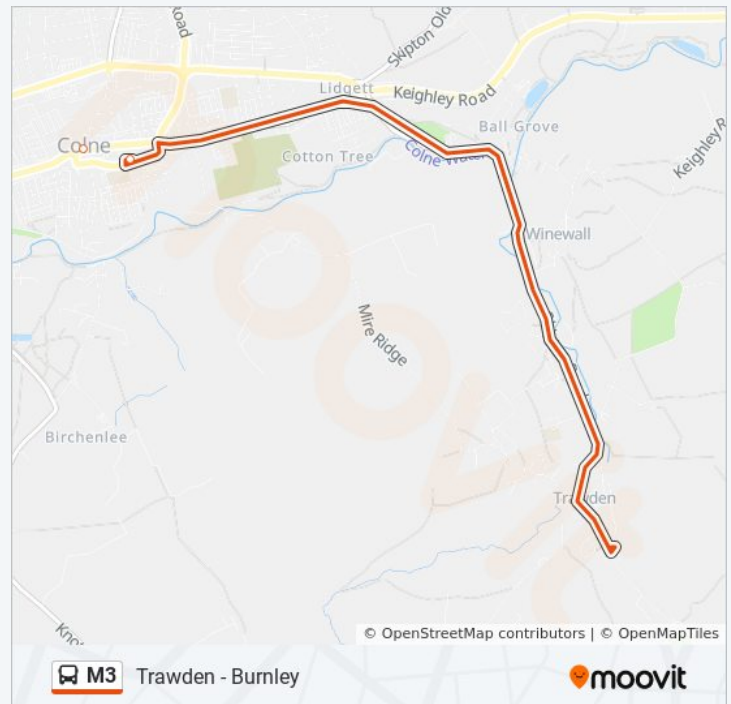 Road
Skipton Old
Lidgett
Keighley Road
Ball Grove
Colne
Cotton Tree
Colne Water
Keighley R
Winewall
Mire Ridge
Birchenlee
Trawden
© OpenStreetMap contributors | © OpenMapTiles
M3 Trawden - Burnley
moovit